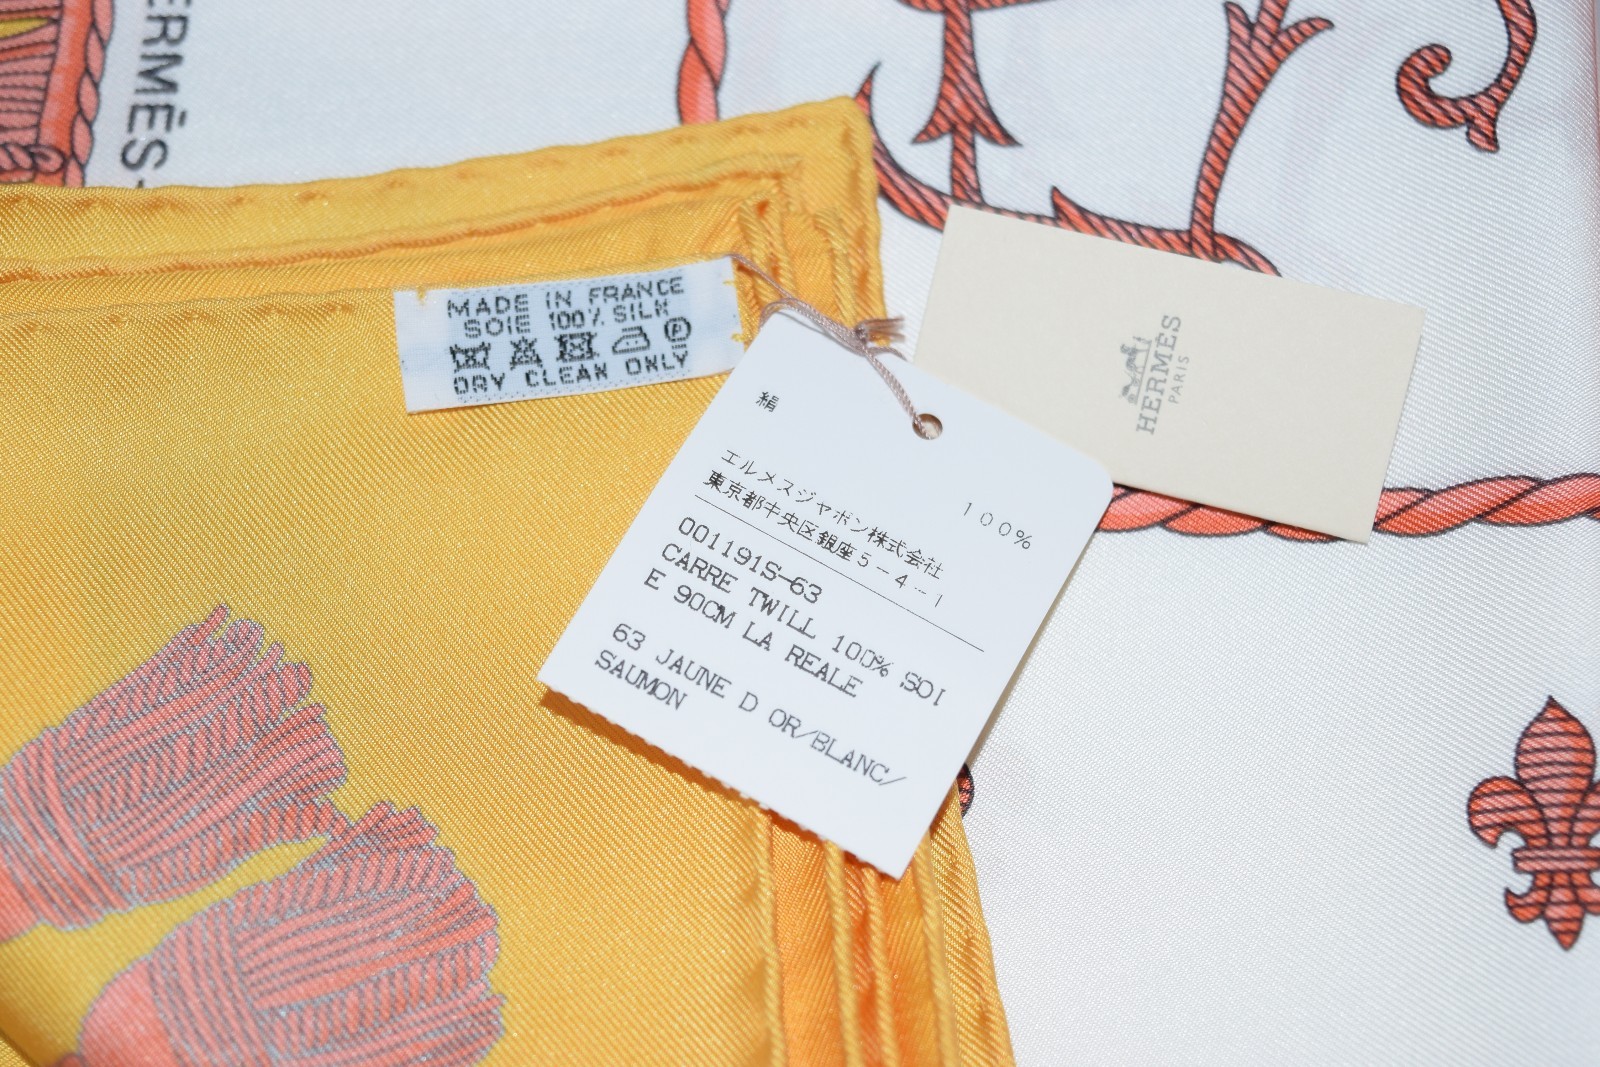 ERMÈS-
MADE IN FRANCE
SOIE 100% SILK
P
DRY CLEAN ONLY
HERMÈS
PARIS
絹
100%
エルメスジャポン株式会社
東京都中央区銀座5-4-1
001191S-63
CARRE TWILL 100% SOI
E 90CM LA REALE
63 JAUNE D OR/BLANC/
SAUMON